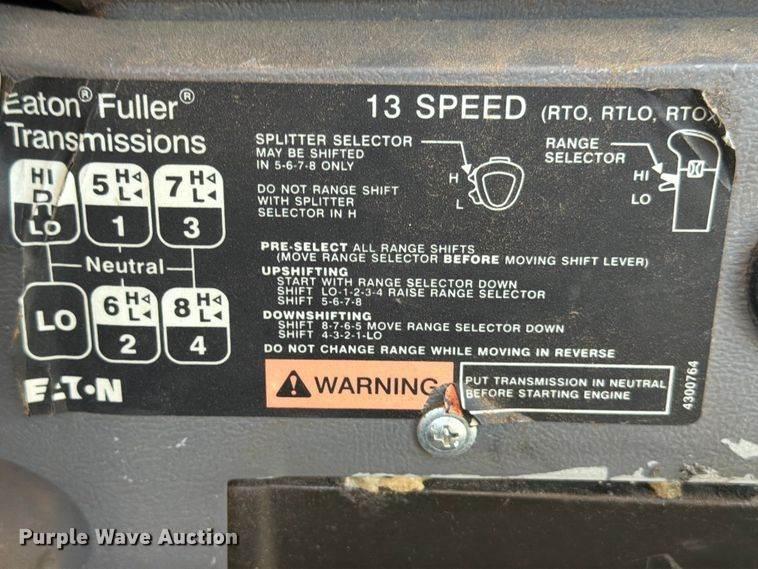 Eaton® Fuller®
Transmissions
13 SPEED (RTO, RTLO, RTOX
SPLITTER SELECTOR
MAY BE SHIFTED
IN 5-6-7-8 ONLY
H
L
RANGE
SELECTOR
HI
LO
DO NOT RANGE SHIFT
WITH SPLITTER
SELECTOR IN H
HI
R
LO
5 H
L
1
7 H
L
3
Neutral
LO
6 H
L
2
8 H
L
4
PRE-SELECT ALL RANGE SHIFTS
(MOVE RANGE SELECTOR BEFORE MOVING SHIFT LEVER)
UPSHIFTING
START WITH RANGE SELECTOR DOWN
SHIFT LO-1-2-3-4 RAISE RANGE SELECTOR
SHIFT 5-6-7-8
DOWNSHIFTING
SHIFT 8-7-6-5 MOVE RANGE SELECTOR DOWN
SHIFT 4-3-2-1-LO
DO NOT CHANGE RANGE WHILE MOVING IN REVERSE
EATON
WARNING
PUT TRANSMISSION IN NEUTRAL
BEFORE STARTING ENGINE
4300764
Purple Wave Auction